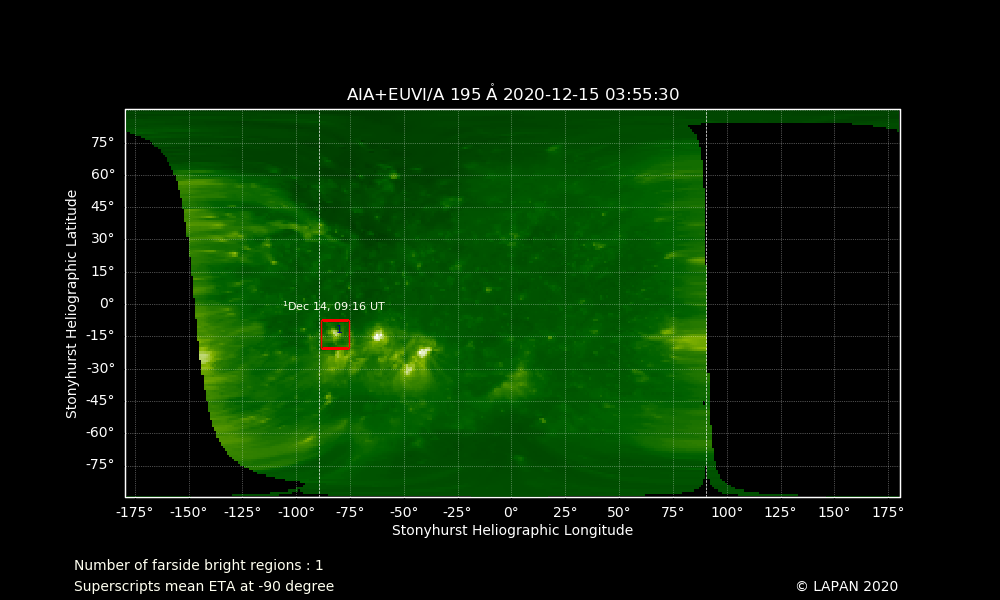 AIA+EUVI/A 195 Å 2020-12-15 03:55:30
Stonyhurst Heliographic Latitude
75°
60°
45°
30°
15°
0°
-15°
-30°
-45°
-60°
-75°
¹Dec 14, 09:16 UT
-175° -150° -125° -100° -75° -50° -25° 0° 25° 50° 75° 100° 125° 150° 175°
Stonyhurst Heliographic Longitude
Number of farside bright regions : 1
Superscripts mean ETA at -90 degree
© LAPAN 2020